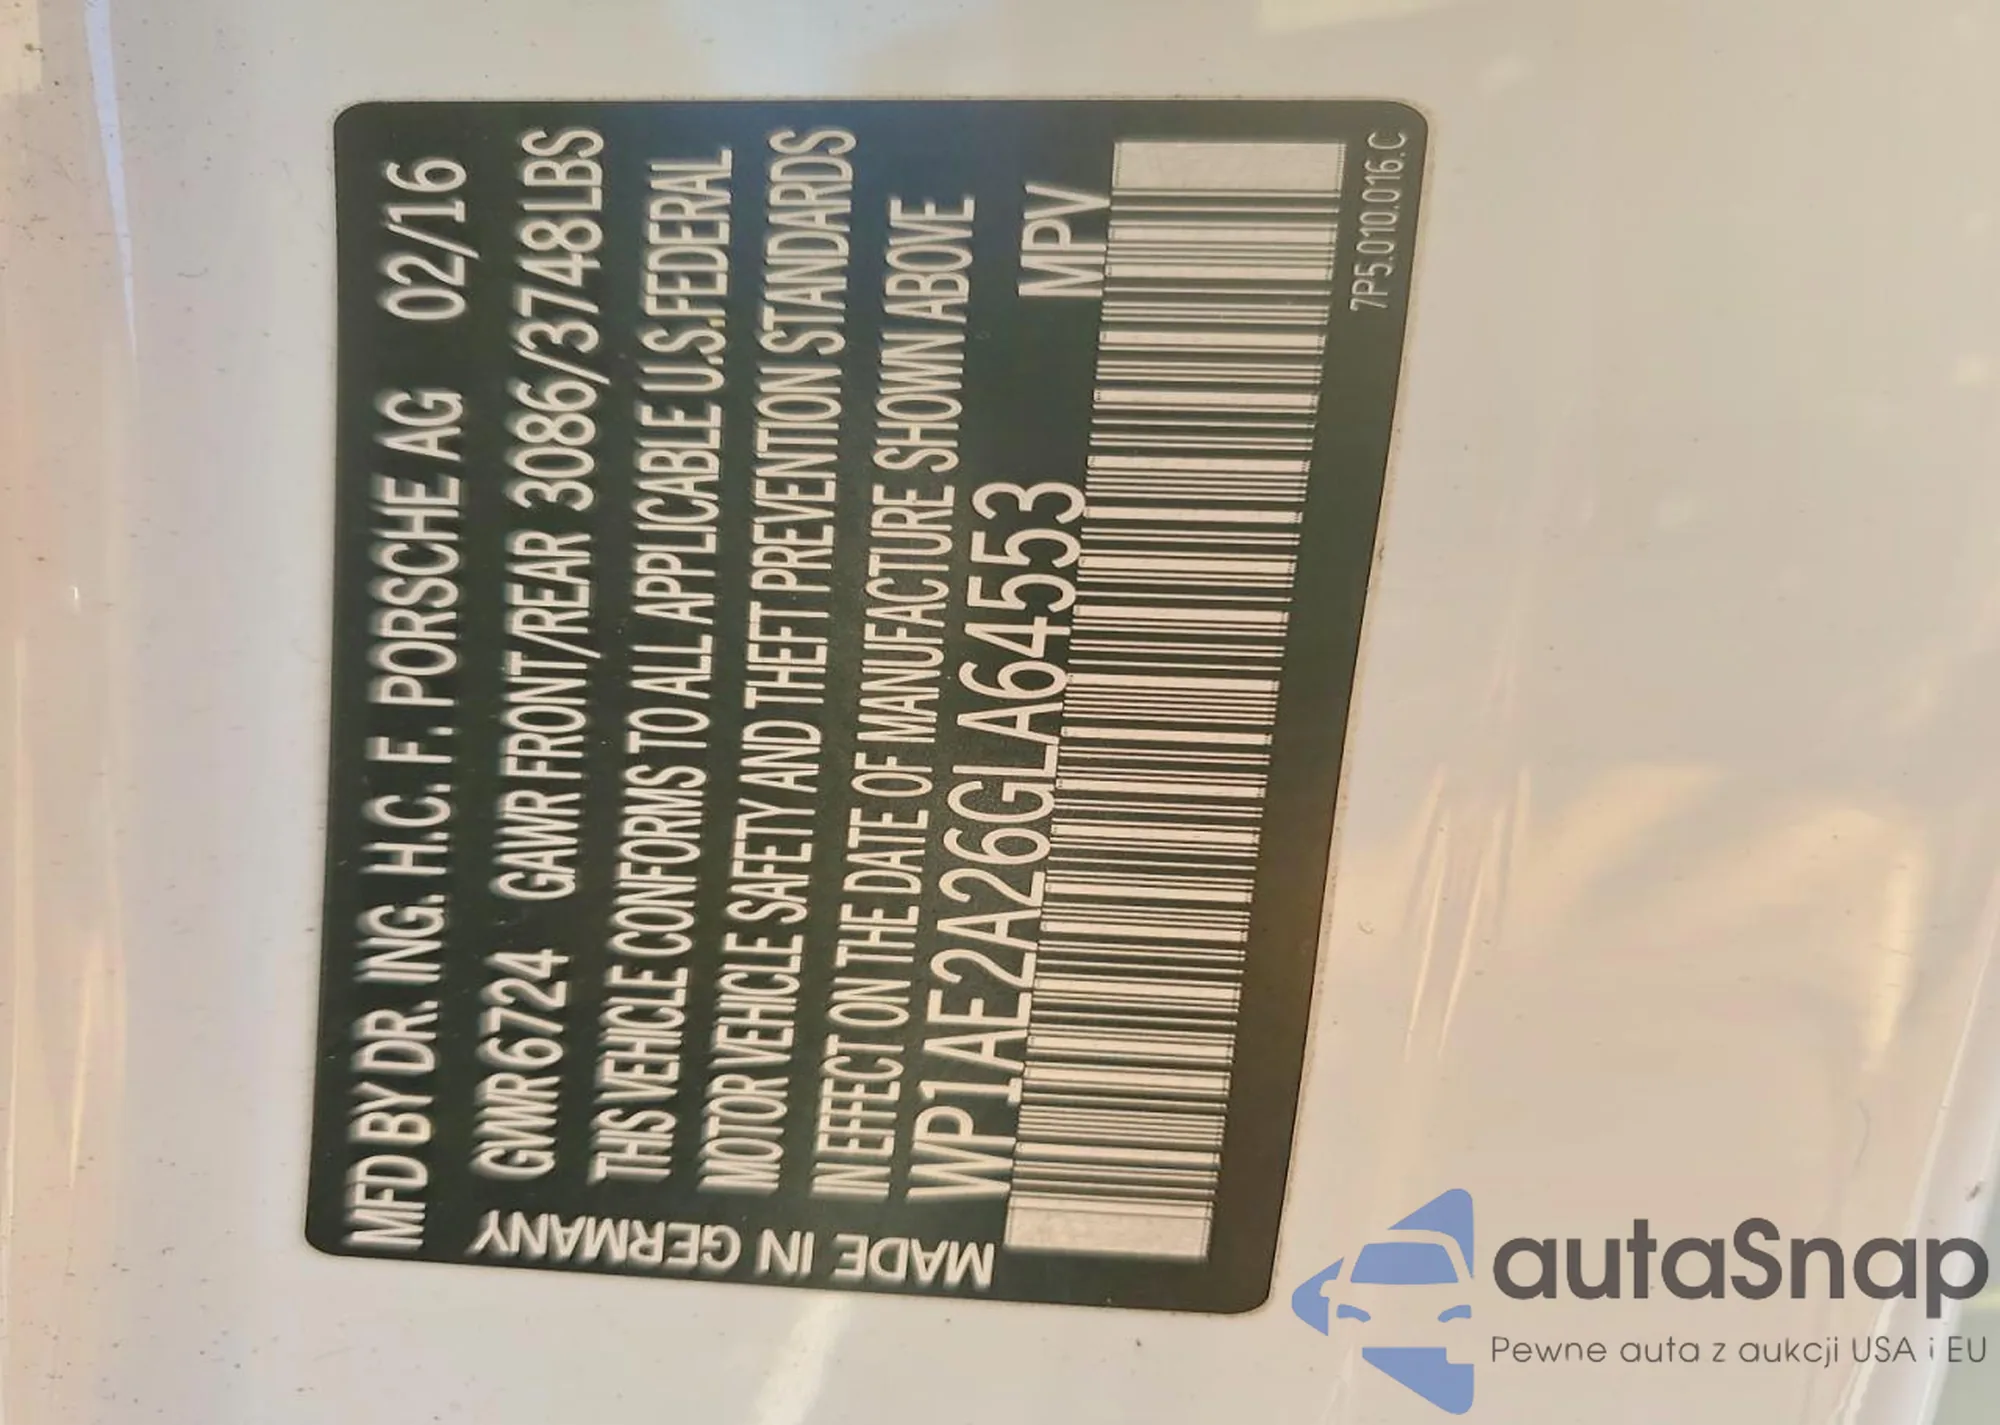 MFD BY DR. ING. H.C. F. PORSCHE AG 02/16
GWWR 6724 GAWR FRONT/REAR 3086/3748LBS
THIS VEHICLE CONFORMS TO ALL APPLICABLE U.S.FEDERAL
MOTOR VEHICLE SAFETY AND THEFT PREVENTION STANDARDS
IN EFFECT ON THE DATE OF MANUFACTURE SHOWN ABOVE
WP1AE2A26GLA64553 MPV
7P5.010.016.C
MADE IN GERMANY
autaSnap
Pewne auta z aukcji USA i EU